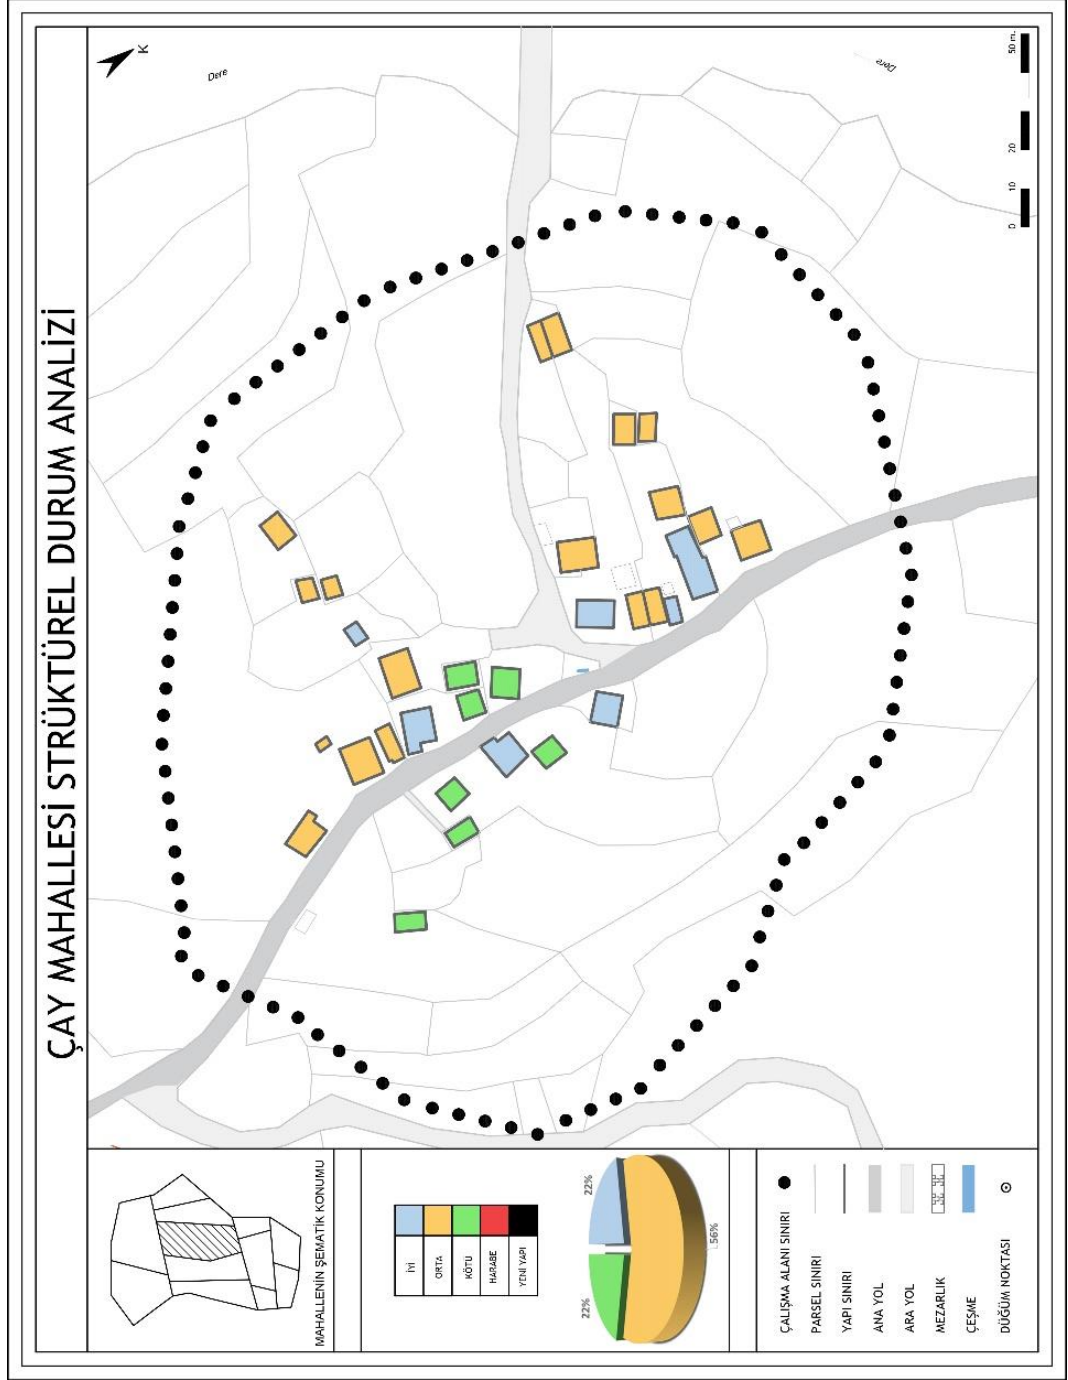 ÇAY MAHALLESİ STRÜKTÜREL DURUM ANALİZİ
K
Dere
Dere
0 10 20 50 m.
MAHALLENİN ŞEMATİK KONUMU
İYİ
ORTA
KÖTÜ
HARABE
YENİ YAPI
22%
22%
56%
ÇALIŞMA ALANI SINIRI
PARSEL SINIRI
YAPI SINIRI
ANA YOL
ARA YOL
MEZARLIK
ÇEŞME
DÜĞÜM NOKTASI